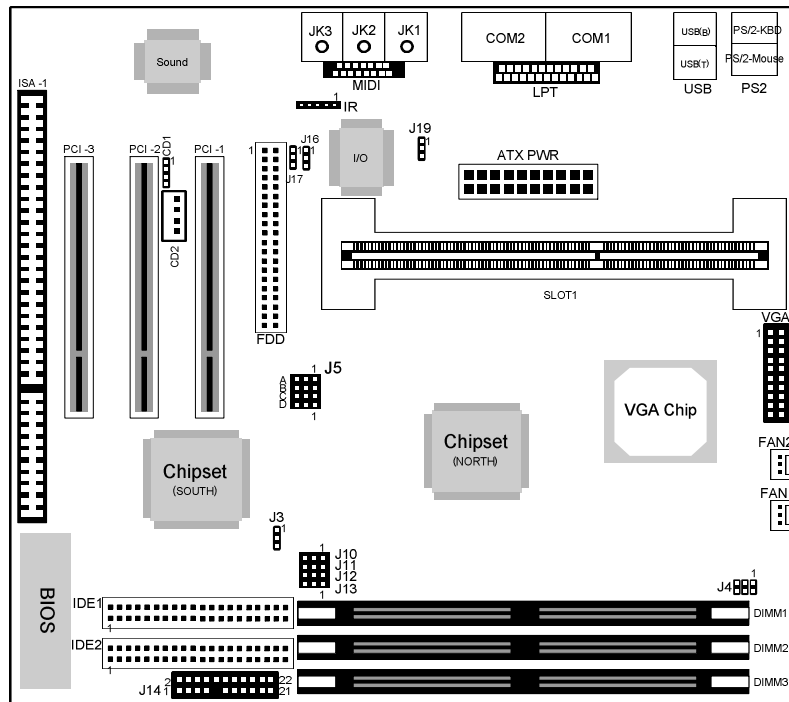 JK3 JK2 JK1
COM2 COM1
USB(B)
PS/2-KBD
Sound
USB(T)
PS/2-Mouse
MIDI
LPT
USB
PS2
ISA -1
1
IR
PCI -3
PCI -2
CD1
1
PCI -1
1
J16
1
J17
I/O
J19
1
ATX PWR
CD2
SLOT1
FDD
VGA
1
1
J5
A
B
C
D
1
VGA Chip
Chipset
(SOUTH)
Chipset
(NORTH)
FAN2
FAN
J3
1
BIOS
1
J10
J11
J12
J13
1
1
J4
IDE1
1
DIMM1
IDE2
1
DIMM2
2 22
J14 1 21
DIMM3